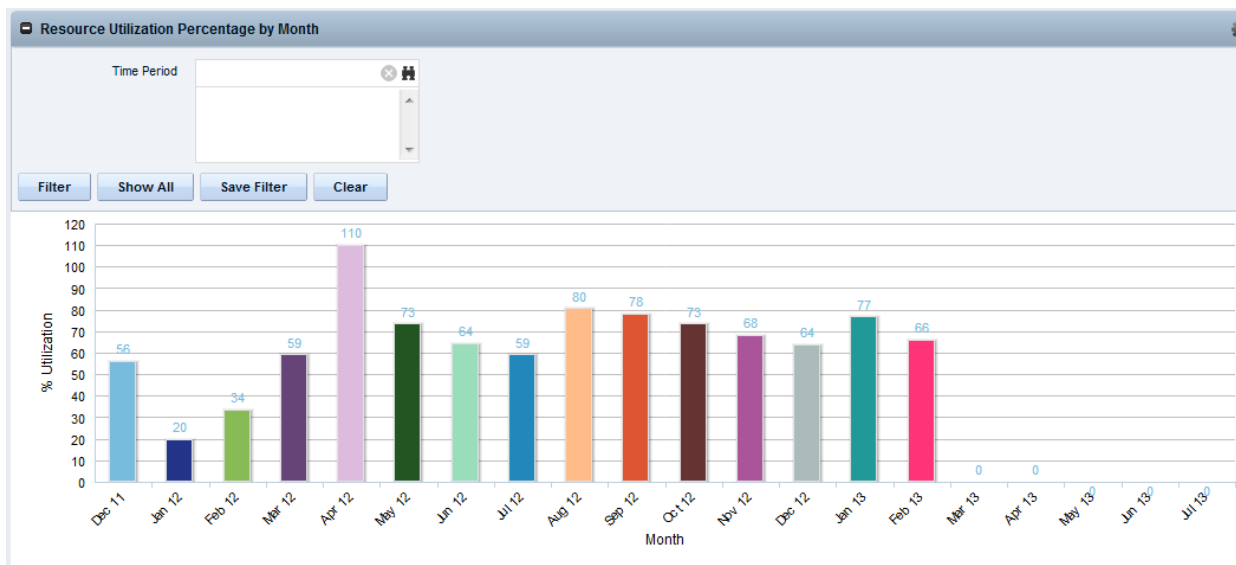 Resource Utilization Percentage by Month
Time Period
Filter Show All Save Filter Clear
120
110
100
90
80
70
60
50
40
30
20
10
0
% Utilization
56 20 34 59 110 73 64 59 80 78 73 68 64 77 66 0 0 0 0 0
Dec 11 Jan 12 Feb 12 Mar 12 Apr 12 May 12 Jun 12 Jul 12 Aug 12 Sep 12 Oct 12 Nov 12 Dec 12 Jan 13 Feb 13 Mar 13 Apr 13 May 13 Jun 13 Jul 13
Month